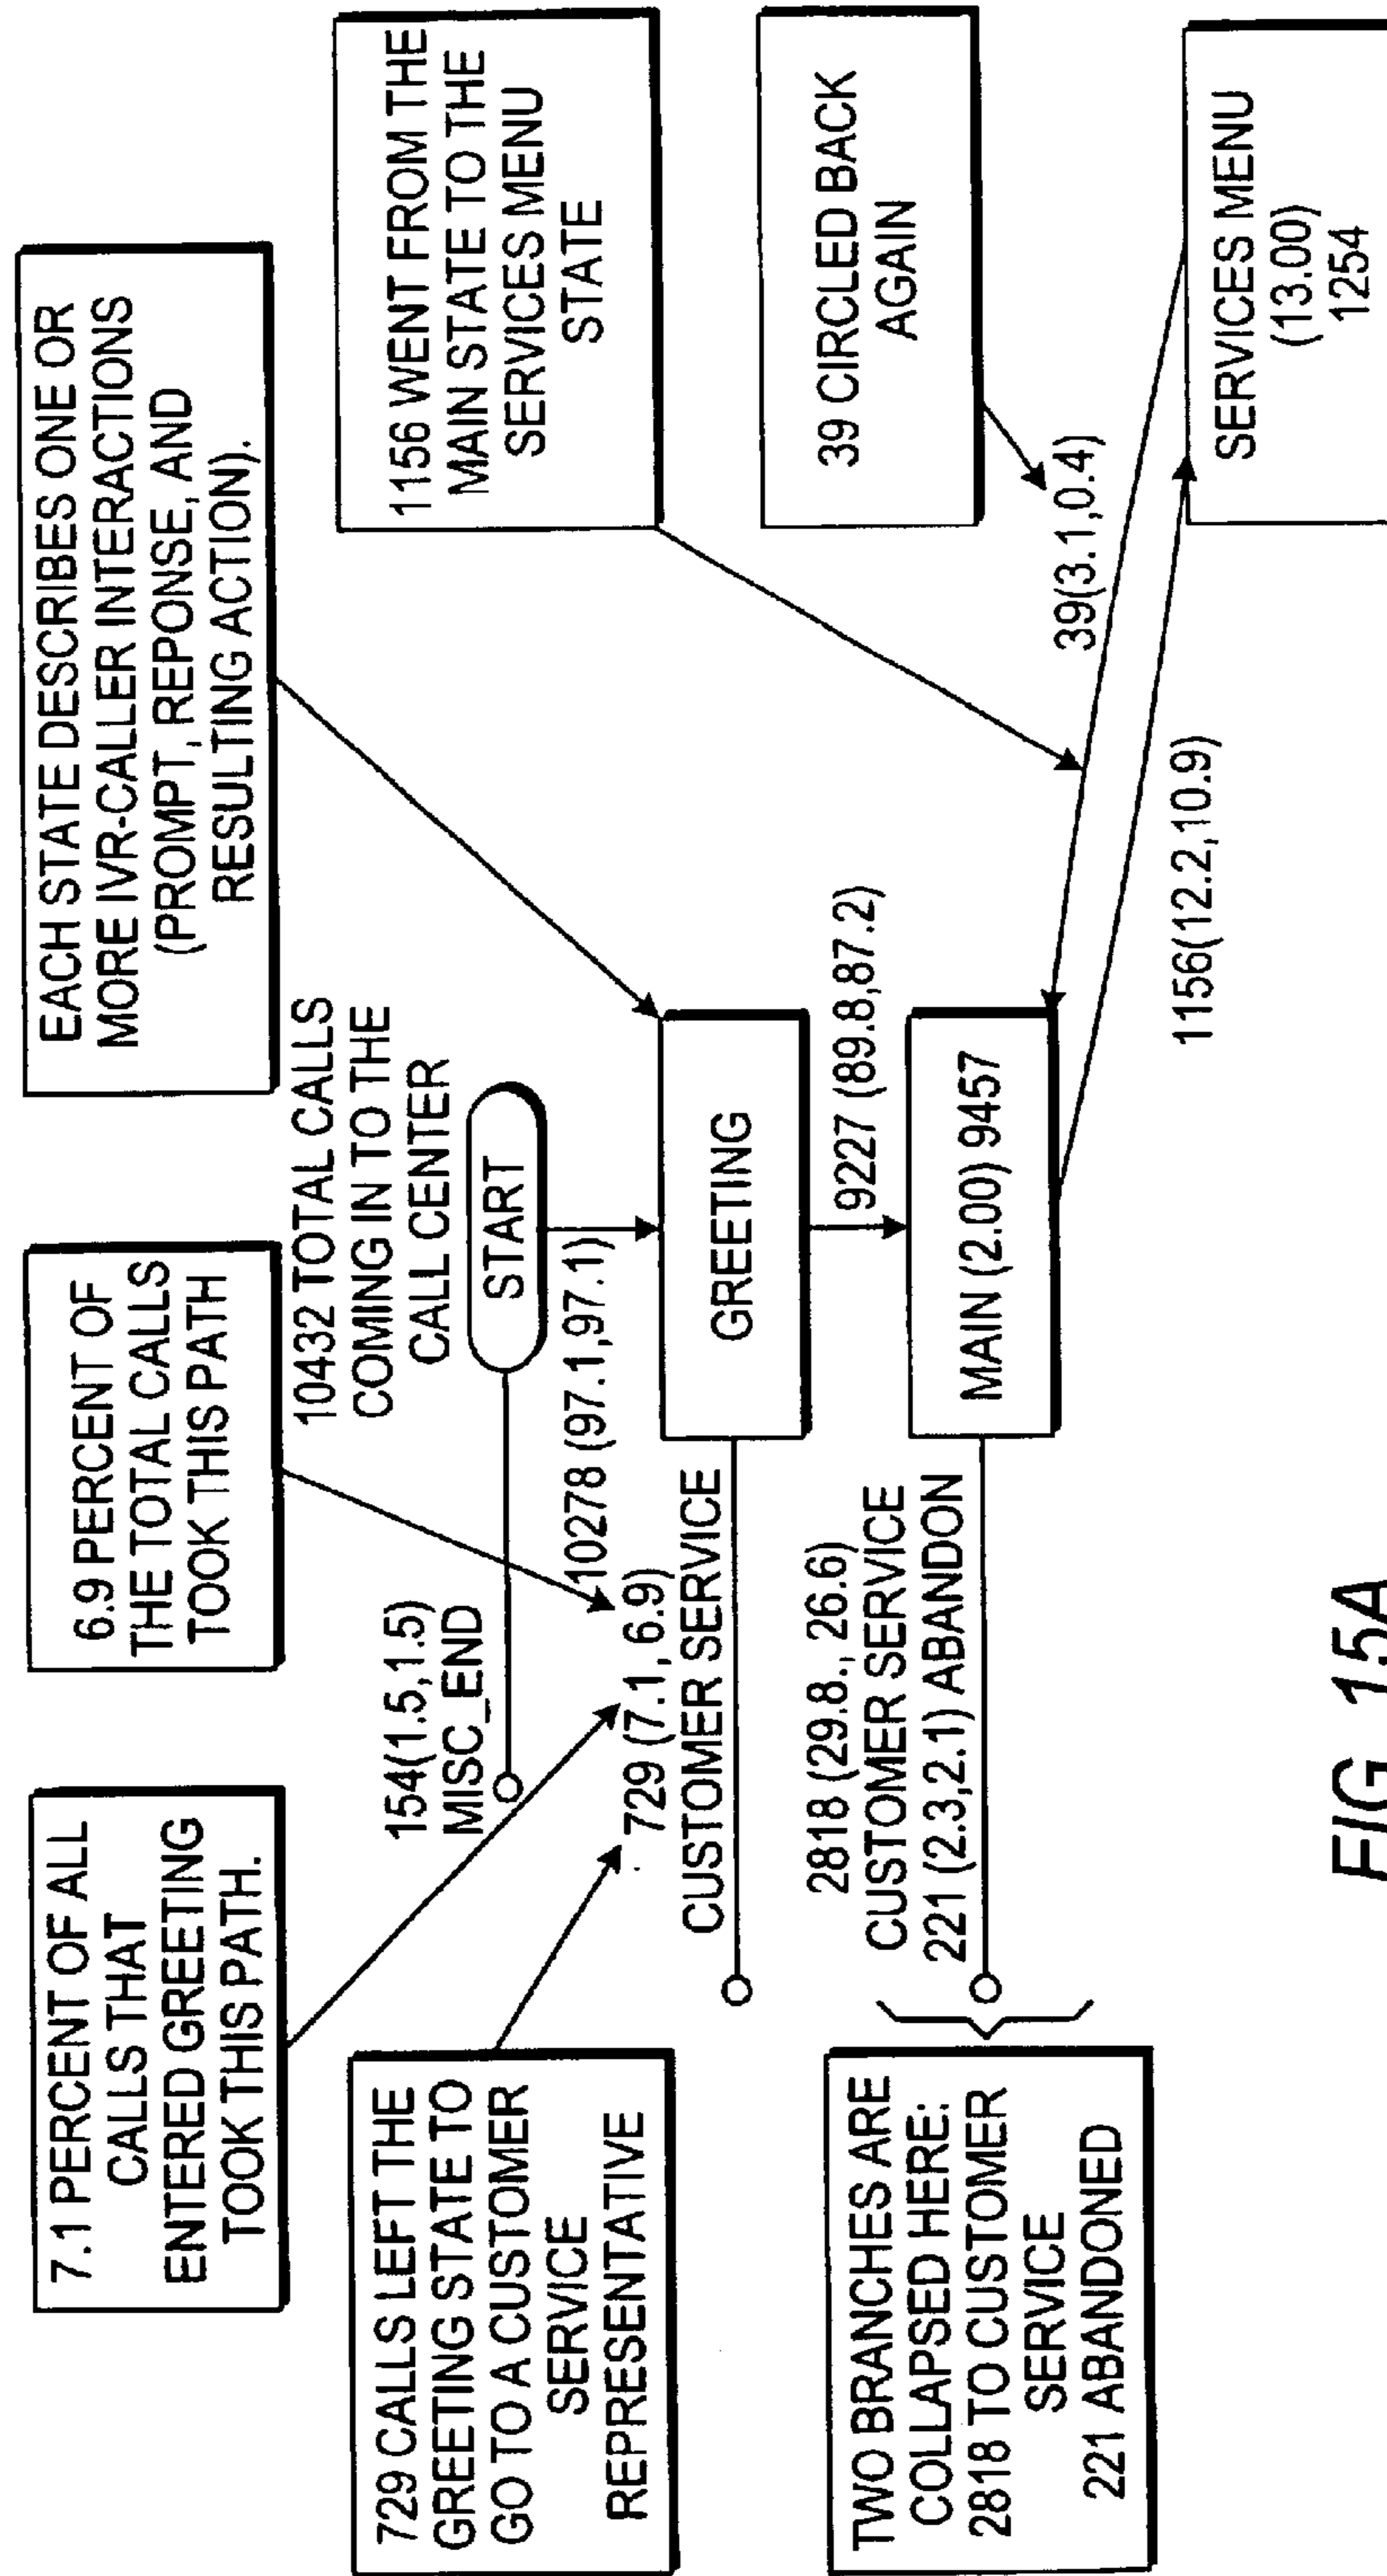 7.1 PERCENT OF ALL
CALLS THAT
ENTERED GREETING
TOOK THIS PATH.
6.9 PERCENT OF
THE TOTAL CALLS
TOOK THIS PATH
EACH STATE DESCRIBES ONE OR
MORE IVR-CALLER INTERACTIONS
(PROMPT, REPONSE, AND
RESULTING ACTION).
10432 TOTAL CALLS
COMING IN TO THE
CALL CENTER
START
154(1.5,1.5)
MISC_END
10278 (97.1,97.1)
729 CALLS LEFT THE
GREETING STATE TO
GO TO A CUSTOMER
SERVICE
REPRESENTATIVE
729 (7.1, 6.9)
CUSTOMER SERVICE
GREETING
1156 WENT FROM THE
MAIN STATE TO THE
SERVICES MENU
STATE
9227 (89.8,87.2)
TWO BRANCHES ARE
COLLAPSED HERE:
2818 TO CUSTOMER
SERVICE
221 ABANDONED
2818 (29.8., 26.6)
CUSTOMER SERVICE
221 (2.3,2.1) ABANDON
MAIN (2.00) 9457
39 CIRCLED BACK
AGAIN
39(3.1,0.4)
1156(12.2,10.9)
SERVICES MENU
(13.00)
1254
FIG. 15A